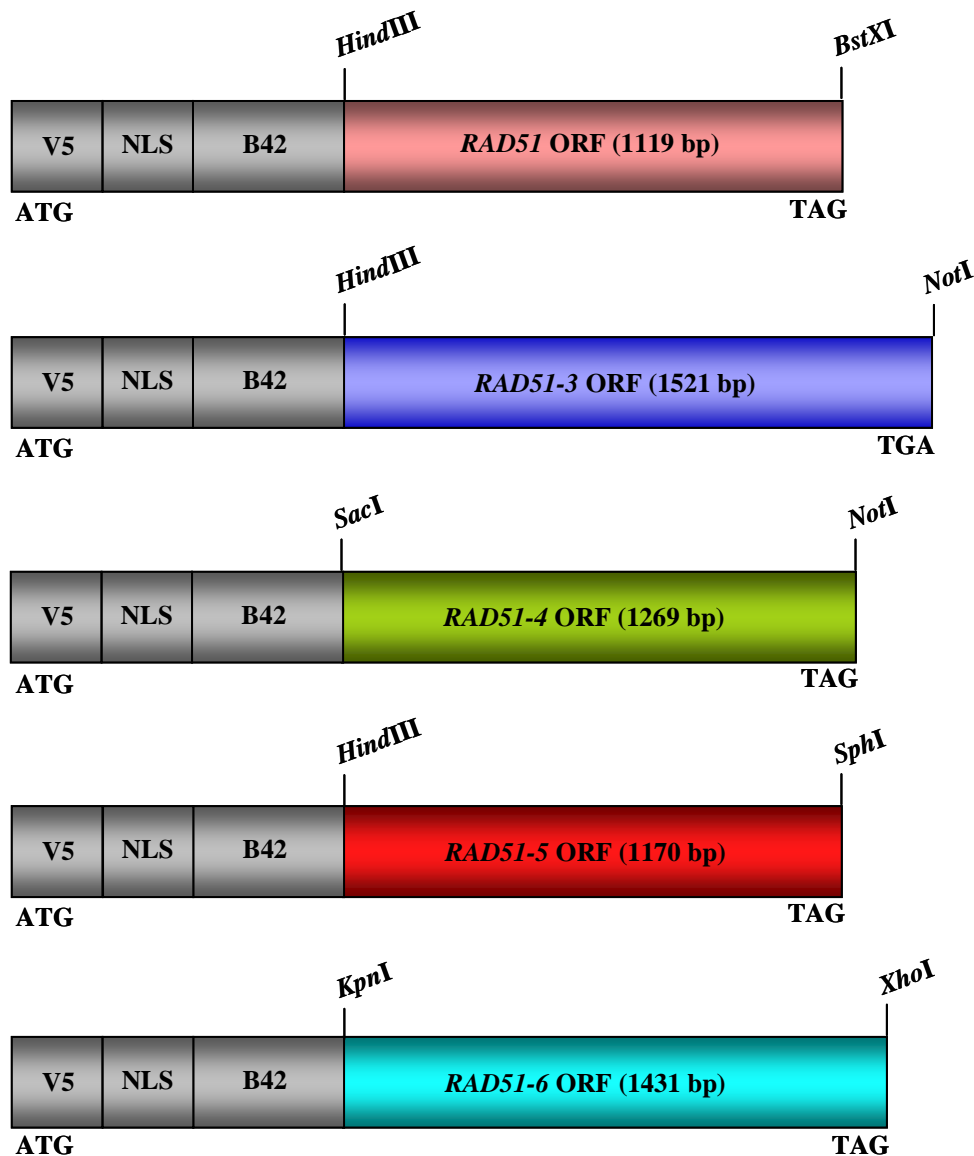 HindIII
BstXI
V5 NLS B42 RAD51 ORF (1119 bp)
ATG TAG
HindIII
NotI
V5 NLS B42 RAD51-3 ORF (1521 bp)
ATG TGA
SacI
NotI
V5 NLS B42 RAD51-4 ORF (1269 bp)
ATG TAG
HindIII
SphI
V5 NLS B42 RAD51-5 ORF (1170 bp)
ATG TAG
KpnI
XhoI
V5 NLS B42 RAD51-6 ORF (1431 bp)
ATG TAG